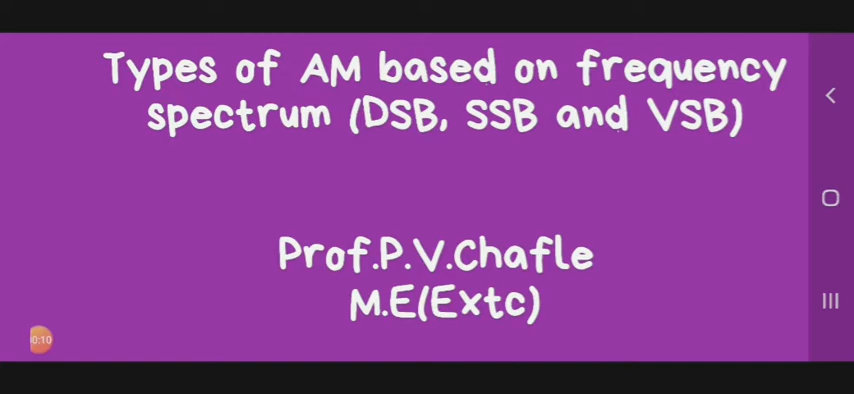 Types of AM based on frequency
spectrum (DSB, SSB and VSB)
Prof.P.V.Chafle
M.E(Extc)